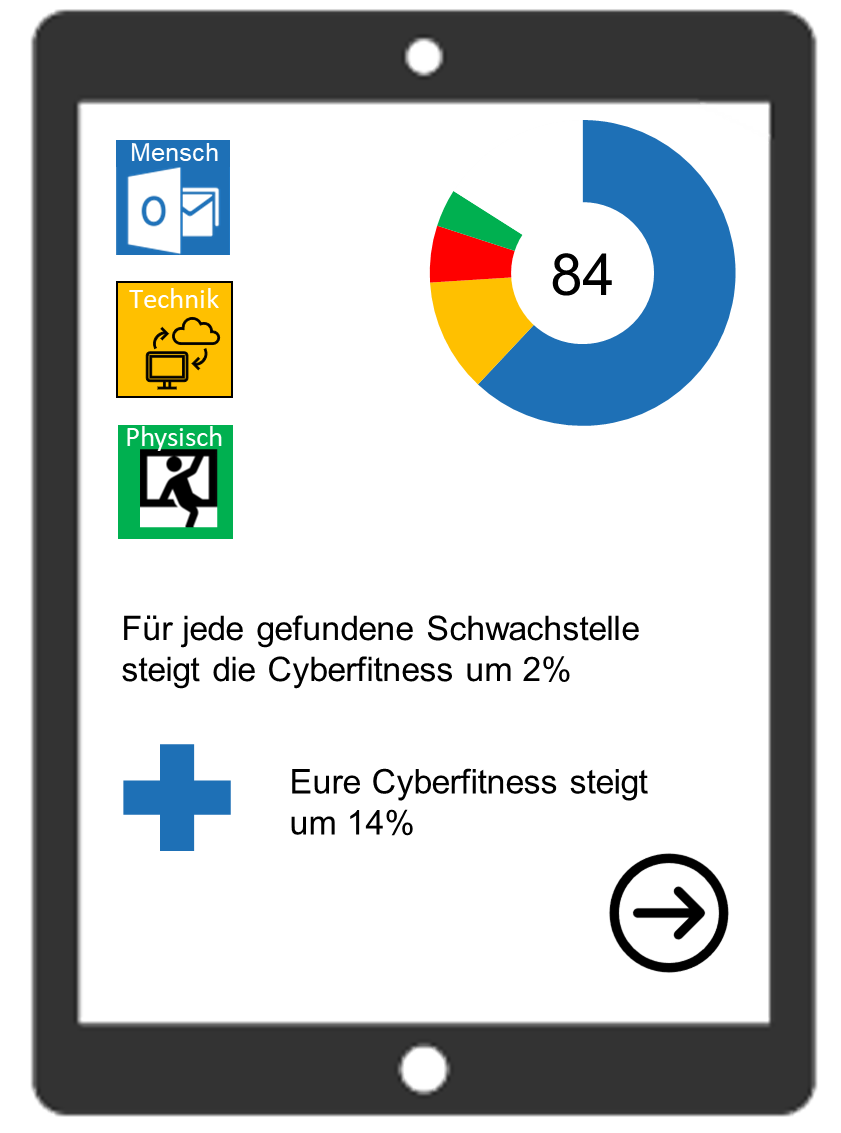 Mensch
O
84
Technik
Physisch
Für jede gefundene Schwachstelle
steigt die Cyberfitness um 2%
Eure Cyberfitness steigt
um 14%